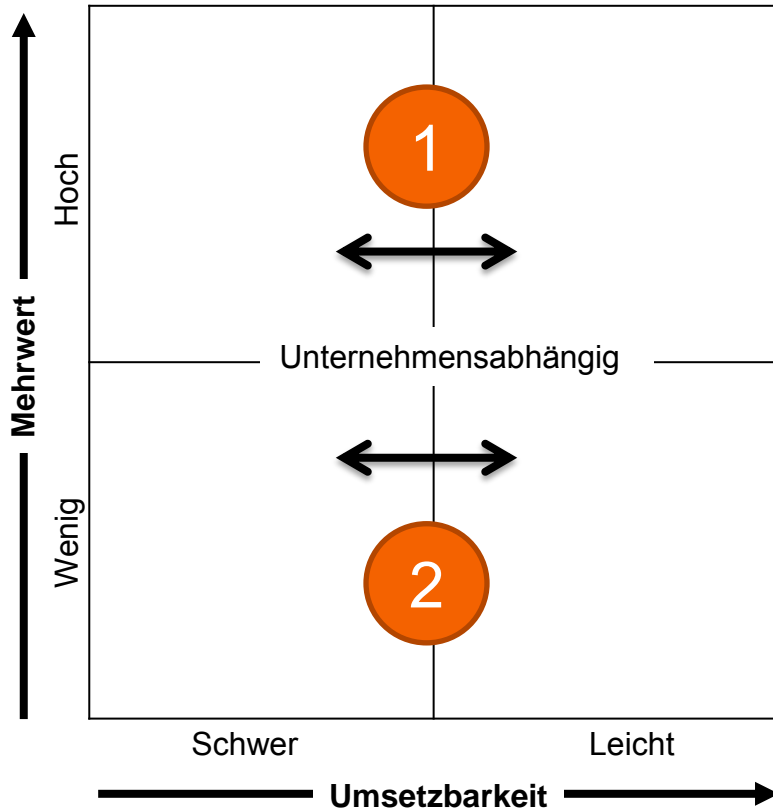 1
Hoch
Unternehmensabhängig
Mehrwert
Wenig
2
Schwer
Leicht
Umsetzbarkeit